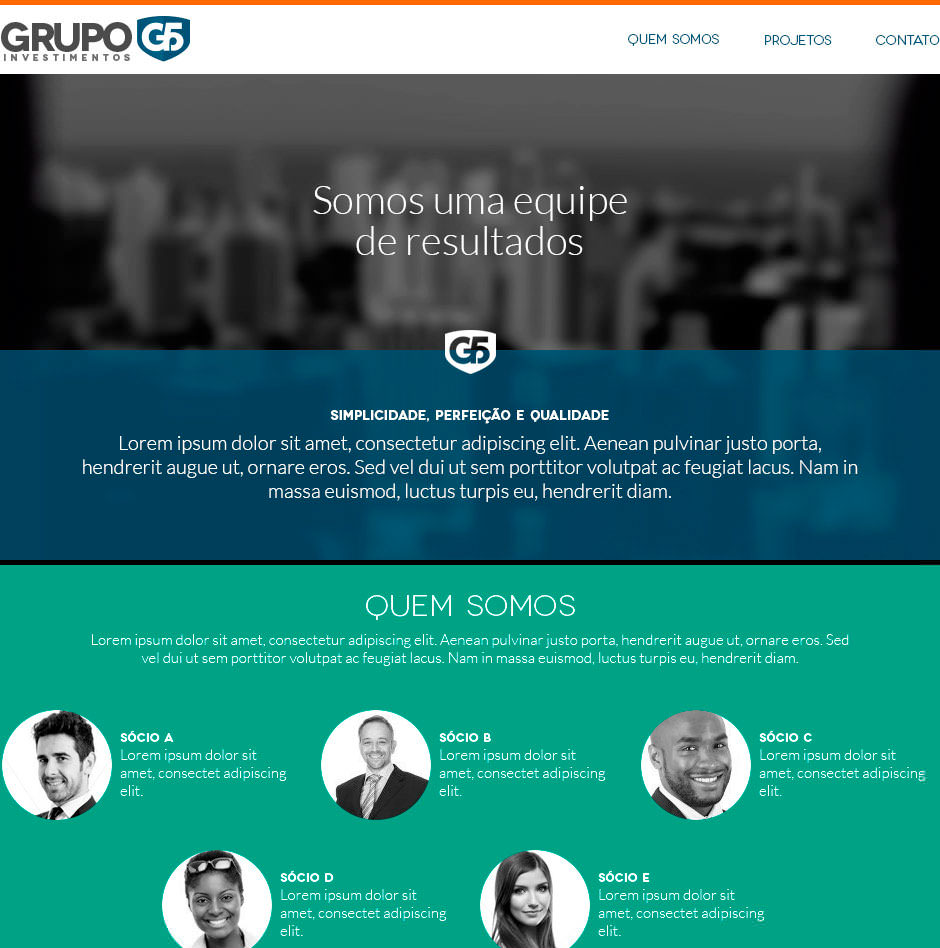 GRUPO G5
INVESTIMENTOS
QUEM SOMOS
PROJETOS
CONTATO
Somos uma equipe
de resultados
G5
SIMPLICIDADE, PERFEIÇÃO E QUALIDADE
Lorem ipsum dolor sit amet, consectetur adipiscing elit. Aenean pulvinar justo porta,
hendrerit augue ut, ornare eros. Sed vel dui ut sem porttitor volutpat ac feugiat lacus. Nam in
massa euismod, luctus turpis eu, hendrerit diam.
QUEM SOMOS
Lorem ipsum dolor sit amet, consectetur adipiscing elit. Aenean pulvinar justo porta, hendrerit augue ut, ornare eros. Sed
vel dui ut sem porttitor volutpat ac feugiat lacus. Nam in massa euismod, luctus turpis eu, hendrerit diam.
SÓCIO A
Lorem ipsum dolor sit
amet, consectet adipiscing
elit.
SÓCIO B
Lorem ipsum dolor sit
amet, consectet adipiscing
elit.
SÓCIO C
Lorem ipsum dolor sit
amet, consectet adipiscing
elit.
SÓCIO D
Lorem ipsum dolor sit
amet, consectet adipiscing
elit.
SÓCIO E
Lorem ipsum dolor sit
amet, consectet adipiscing
elit.